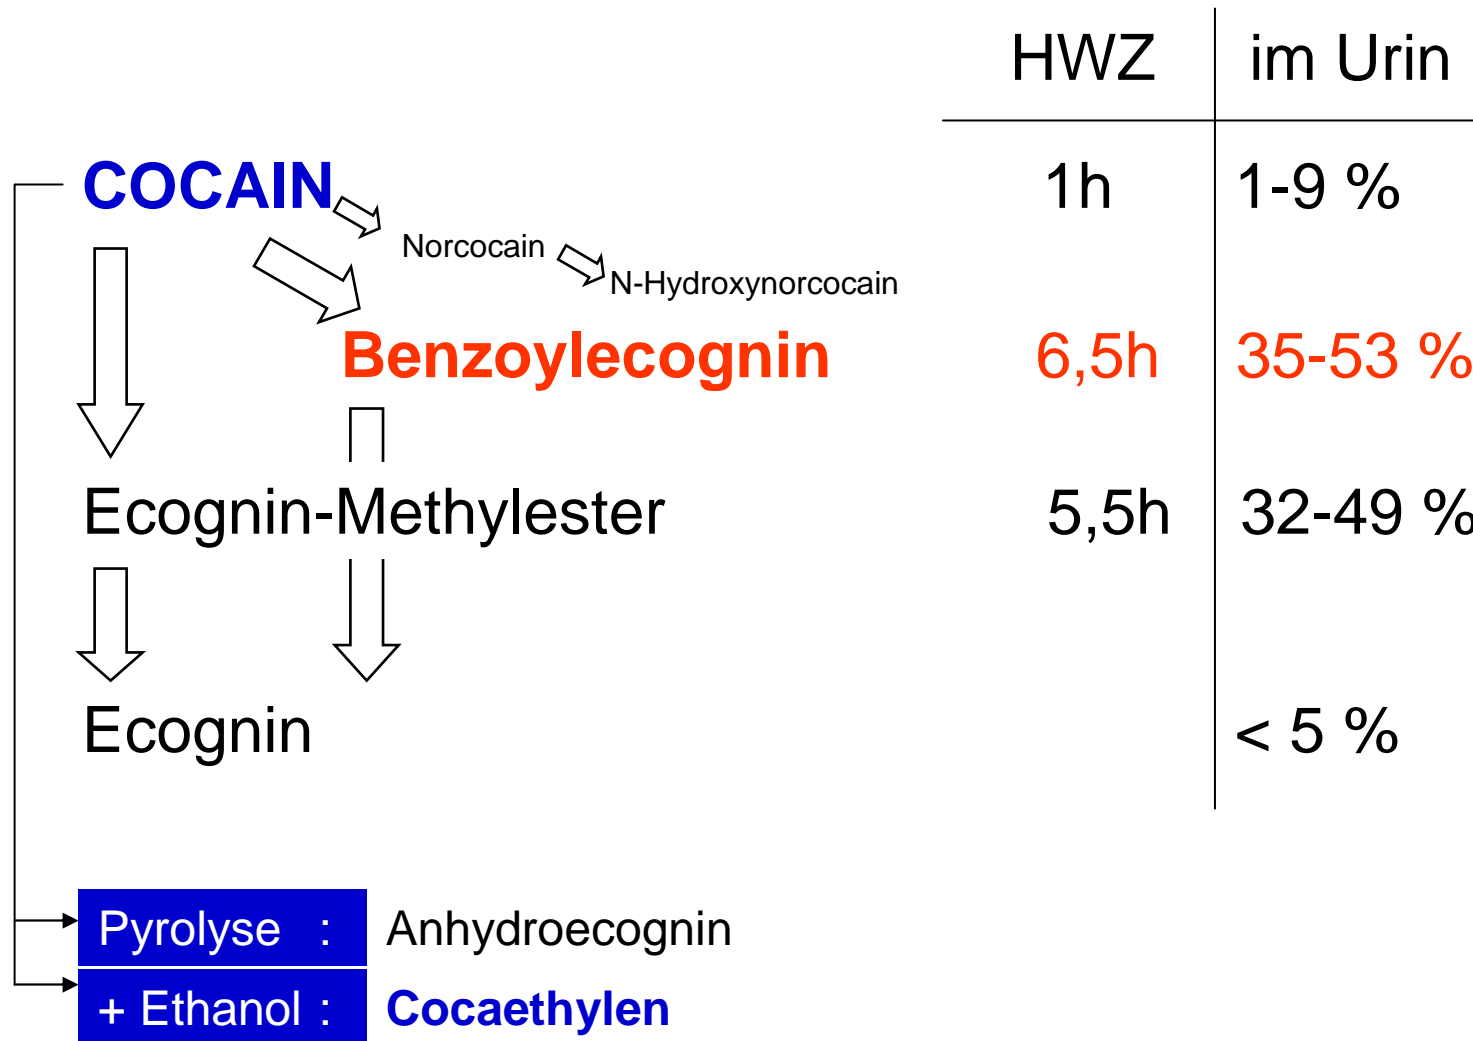 HWZ im Urin
COCAIN 1h 1-9 %
Norcocain
N-Hydroxynorcocain
Benzoylecognin 6,5h 35-53 %
Ecognin-Methylester 5,5h 32-49 %
Ecognin < 5 %
Pyrolyse : Anhydroecognin
+ Ethanol : Cocaethylen